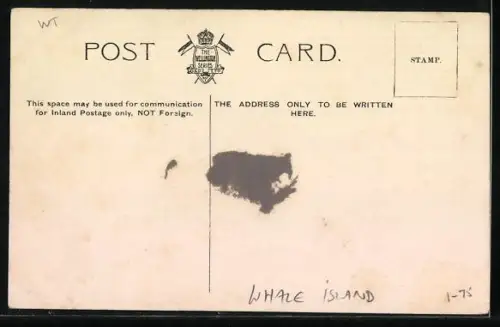 WT
POST CARD.
THE
WELLINGTON
SERIES
STAMP.
This space may be used for communication
for Inland Postage only, NOT Foreign.
THE ADDRESS ONLY TO BE WRITTEN
HERE.
WHALE ISLAND
1-75